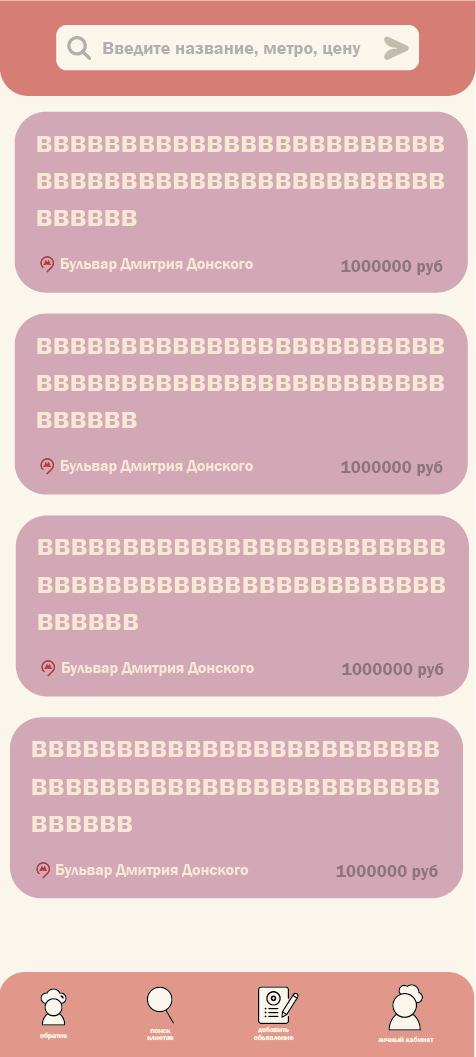 Введите название, метро, цену
ВВВВВВВВВВВВВВВВВВВВВВВВ
ВВВВВВВВВВВВВВВВВВВВВВВВ
ВВВВВВ
Бульвар Дмитрия Донского
1000000 руб
ВВВВВВВВВВВВВВВВВВВВВВВВ
ВВВВВВВВВВВВВВВВВВВВВВВВ
ВВВВВВ
Бульвар Дмитрия Донского
1000000 руб
ВВВВВВВВВВВВВВВВВВВВВВВВ
ВВВВВВВВВВВВВВВВВВВВВВВВ
ВВВВВВ
Бульвар Дмитрия Донского
1000000 руб
ВВВВВВВВВВВВВВВВВВВВВВВВ
ВВВВВВВВВВВВВВВВВВВВВВВВ
ВВВВВВ
Бульвар Дмитрия Донского
1000000 руб
обратно
поиск
клиетов
добавить
объявление
личный кабинет